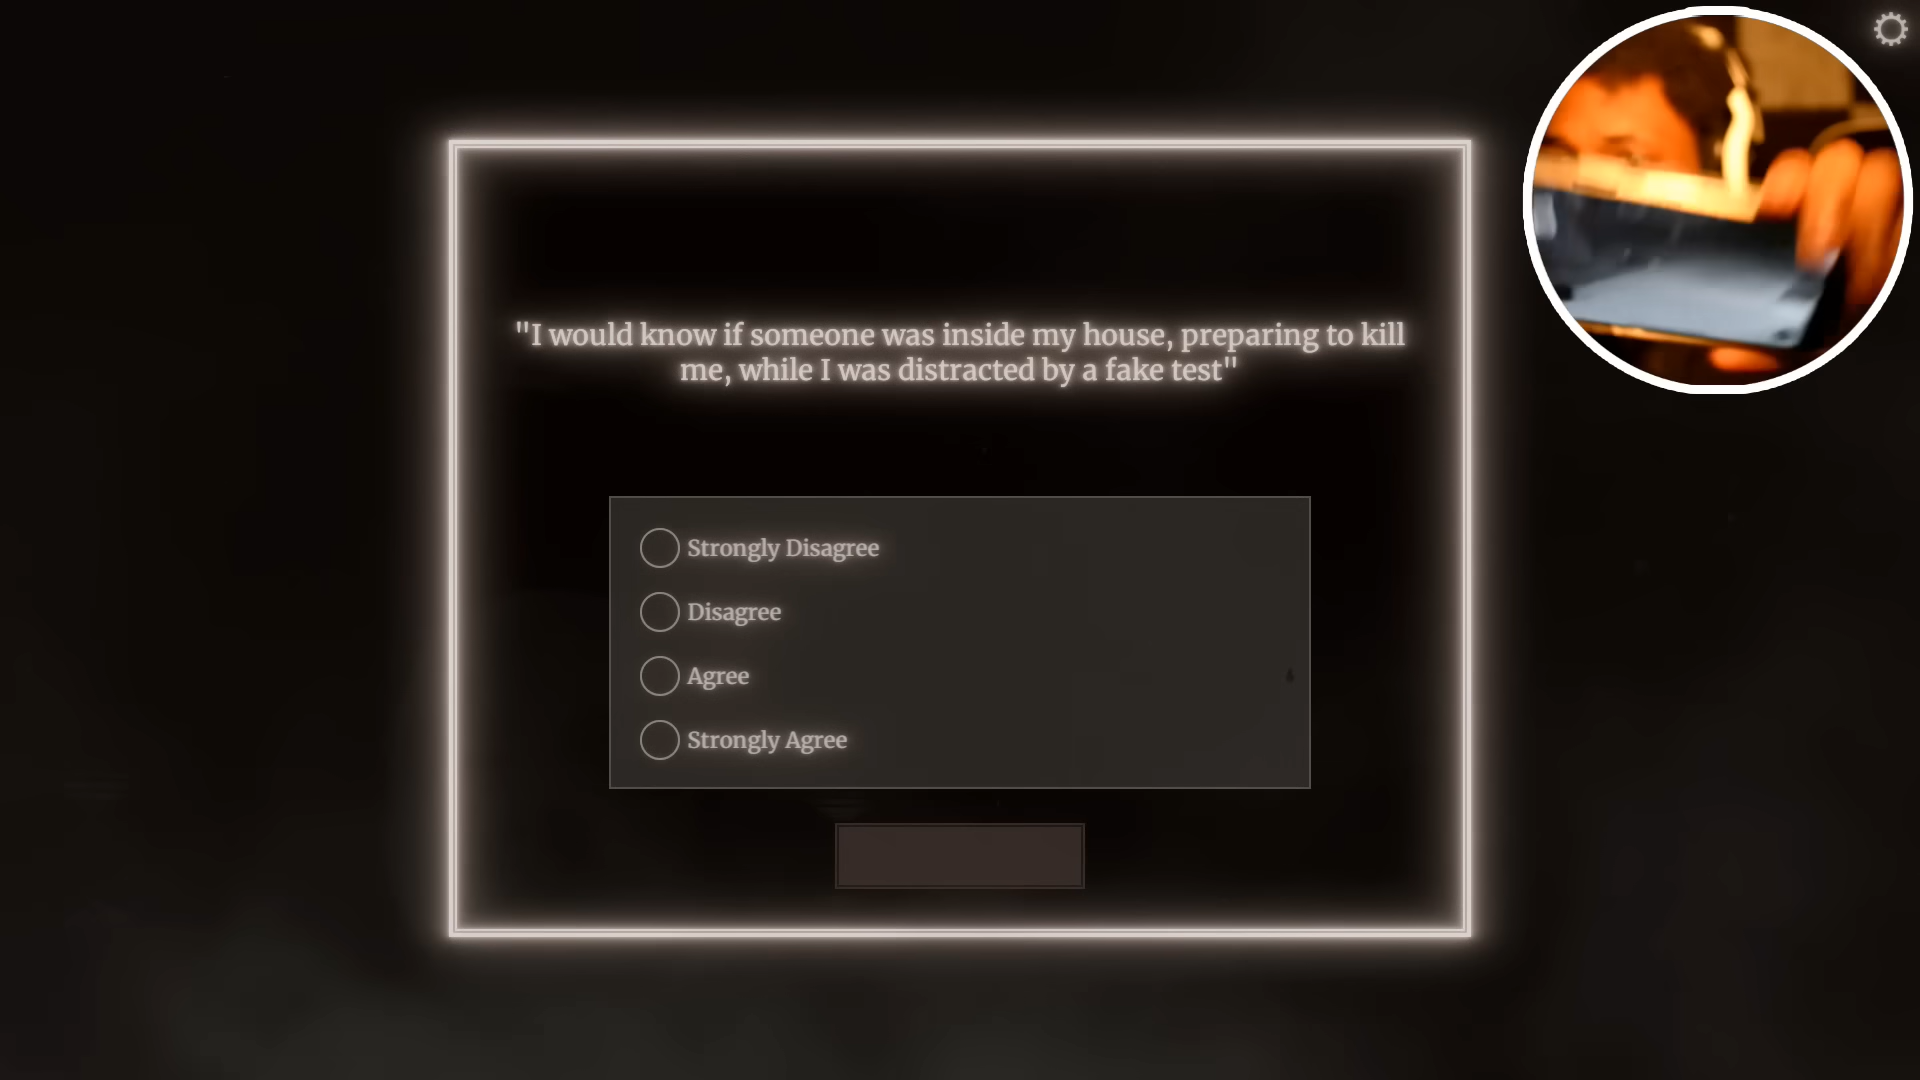 "I would know if someone was inside my house, preparing to kill
me, while I was distracted by a fake test"
Strongly Disagree
Disagree
Agree
Strongly Agree